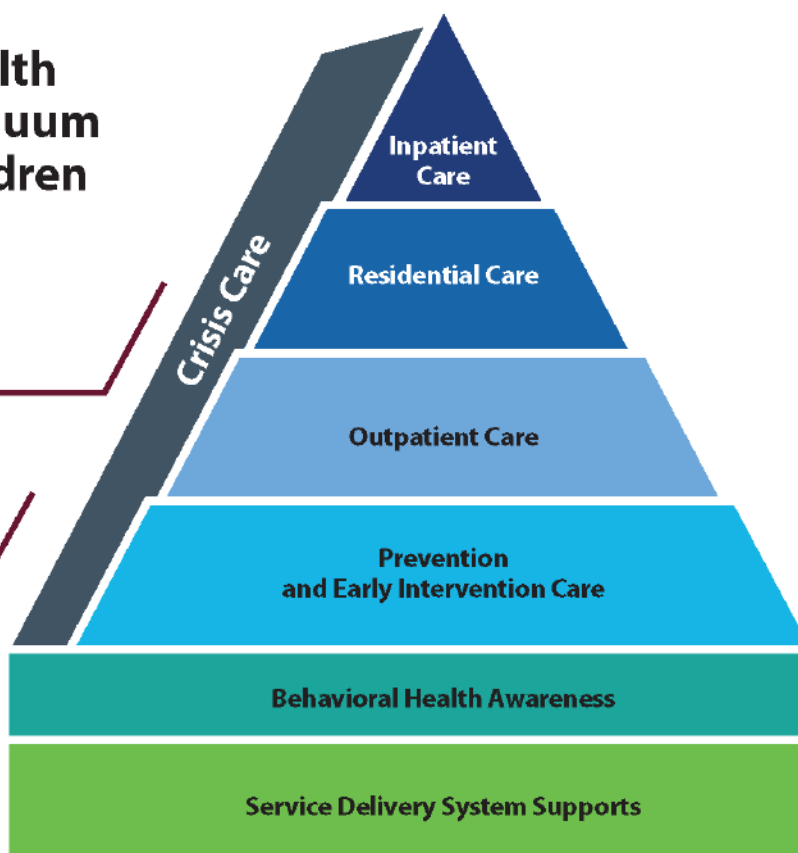 lth
uum
dren
Inpatient
Care
Residential Care
Crisis Care
Outpatient Care
Prevention
and Early Intervention Care
Behavioral Health Awareness
Service Delivery System Supports